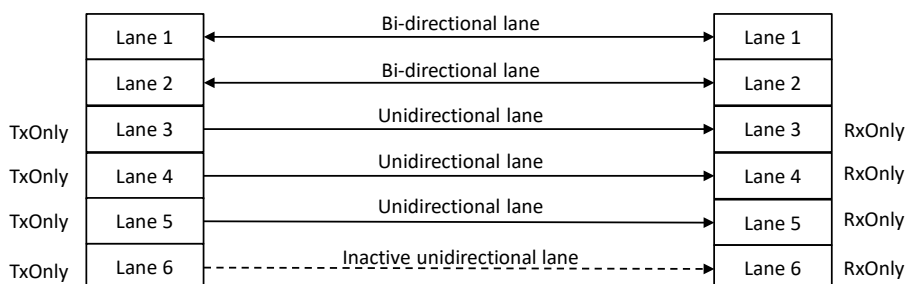 Lane 1 Bi-directional lane Lane 1
Lane 2 Bi-directional lane Lane 2
TxOnly Lane 3 Unidirectional lane Lane 3 RxOnly
TxOnly Lane 4 Unidirectional lane Lane 4 RxOnly
TxOnly Lane 5 Unidirectional lane Lane 5 RxOnly
TxOnly Lane 6 Inactive unidirectional lane Lane 6 RxOnly